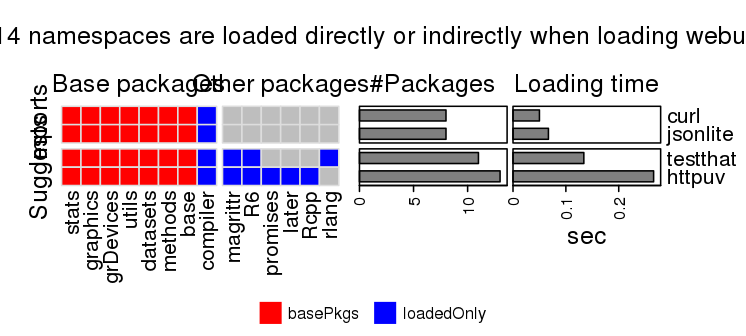 14 namespaces are loaded directly or indirectly when loading webu
Base packages
Other packages
#Packages
Loading time
curl
jsonlite
testthat
httpuv
Suggests
stats
graphics
grDevices
utils
datasets
methods
base
compiler
magrittr
R6
promises
later
Rcpp
rlang
0
5
10
0
0.1
0.2
sec
basePkgs
loadedOnly